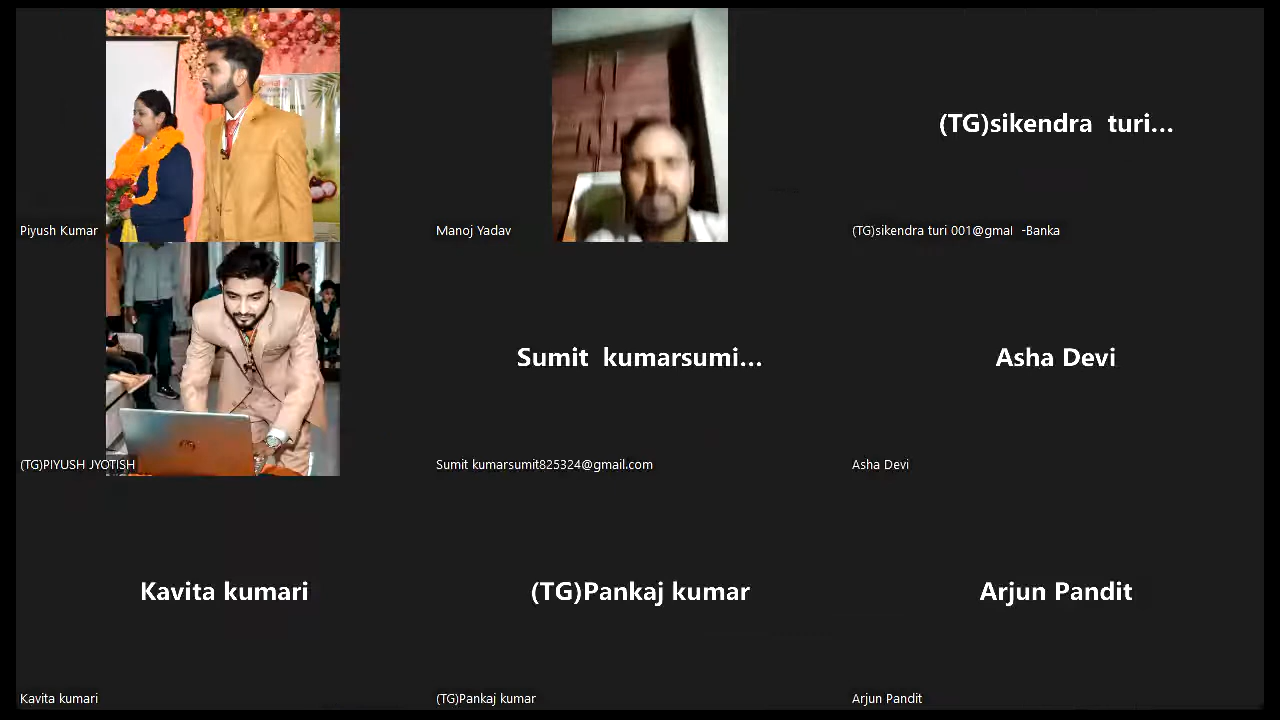 (TG)sikendra turi...
Piyush Kumar
Manoj Yadav
(TG)sikendra turi 001@gmal -Banka
Sumit kumarsumi...
Asha Devi
(TG)PIYUSH JYOTISH
Sumit kumarsumit825324@gmail.com
Asha Devi
Kavita kumari
(TG)Pankaj kumar
Arjun Pandit
Kavita kumari
(TG)Pankaj kumar
Arjun Pandit